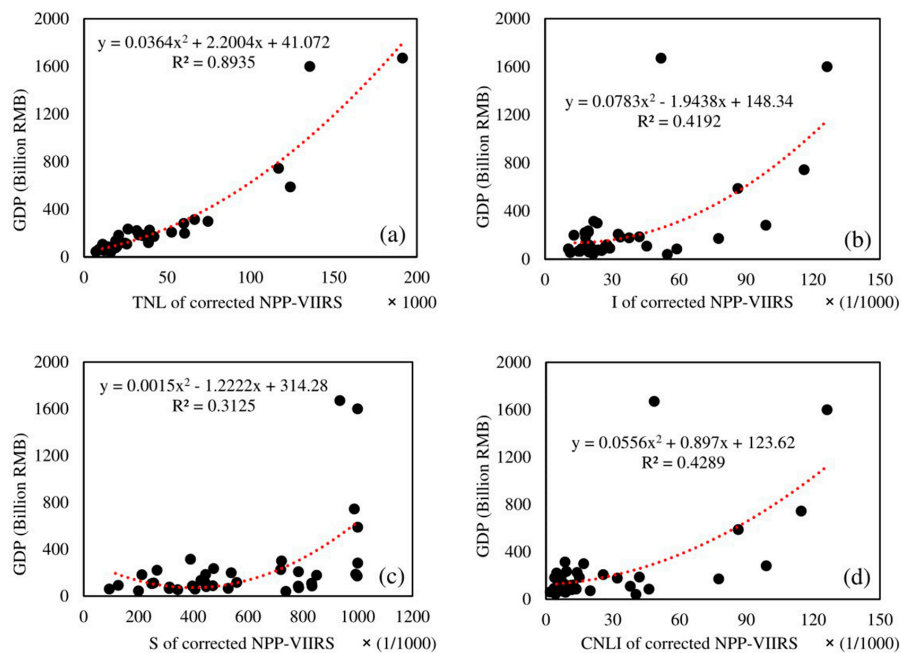 2000
1600
1200
800
400
0
GDP (Billion RMB)
y = 0.0364x² + 2.2004x + 41.072
R² = 0.8935
(a)
0 50 100 150 200
TNL of corrected NPP-VIIRS × 1000
2000
1600
1200
800
400
0
GDP (Billion RMB)
y = 0.0783x² - 1.9438x + 148.34
R² = 0.4192
(b)
0 30 60 90 120 150
I of corrected NPP-VIIRS × (1/1000)
2000
1600
1200
800
400
0
GDP (Billion RMB)
y = 0.0015x² - 1.2222x + 314.28
R² = 0.3125
(c)
0 200 400 600 800 1000 1200
S of corrected NPP-VIIRS × (1/1000)
2000
1600
1200
800
400
0
GDP (Billion RMB)
y = 0.0556x² + 0.897x + 123.62
R² = 0.4289
(d)
0 30 60 90 120 150
CNLI of corrected NPP-VIIRS × (1/1000)